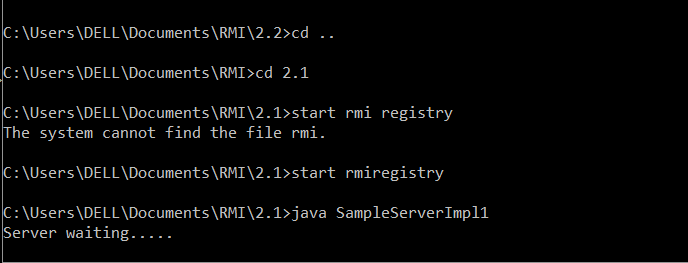 C:\Users\DELL\Documents\RMI\2.2>cd ..
C:\Users\DELL\Documents\RMI>cd 2.1
C:\Users\DELL\Documents\RMI\2.1>start rmi registry
The system cannot find the file rmi.
C:\Users\DELL\Documents\RMI\2.1>start rmiregistry
C:\Users\DELL\Documents\RMI\2.1>java SampleServerImpl1
Server waiting.....